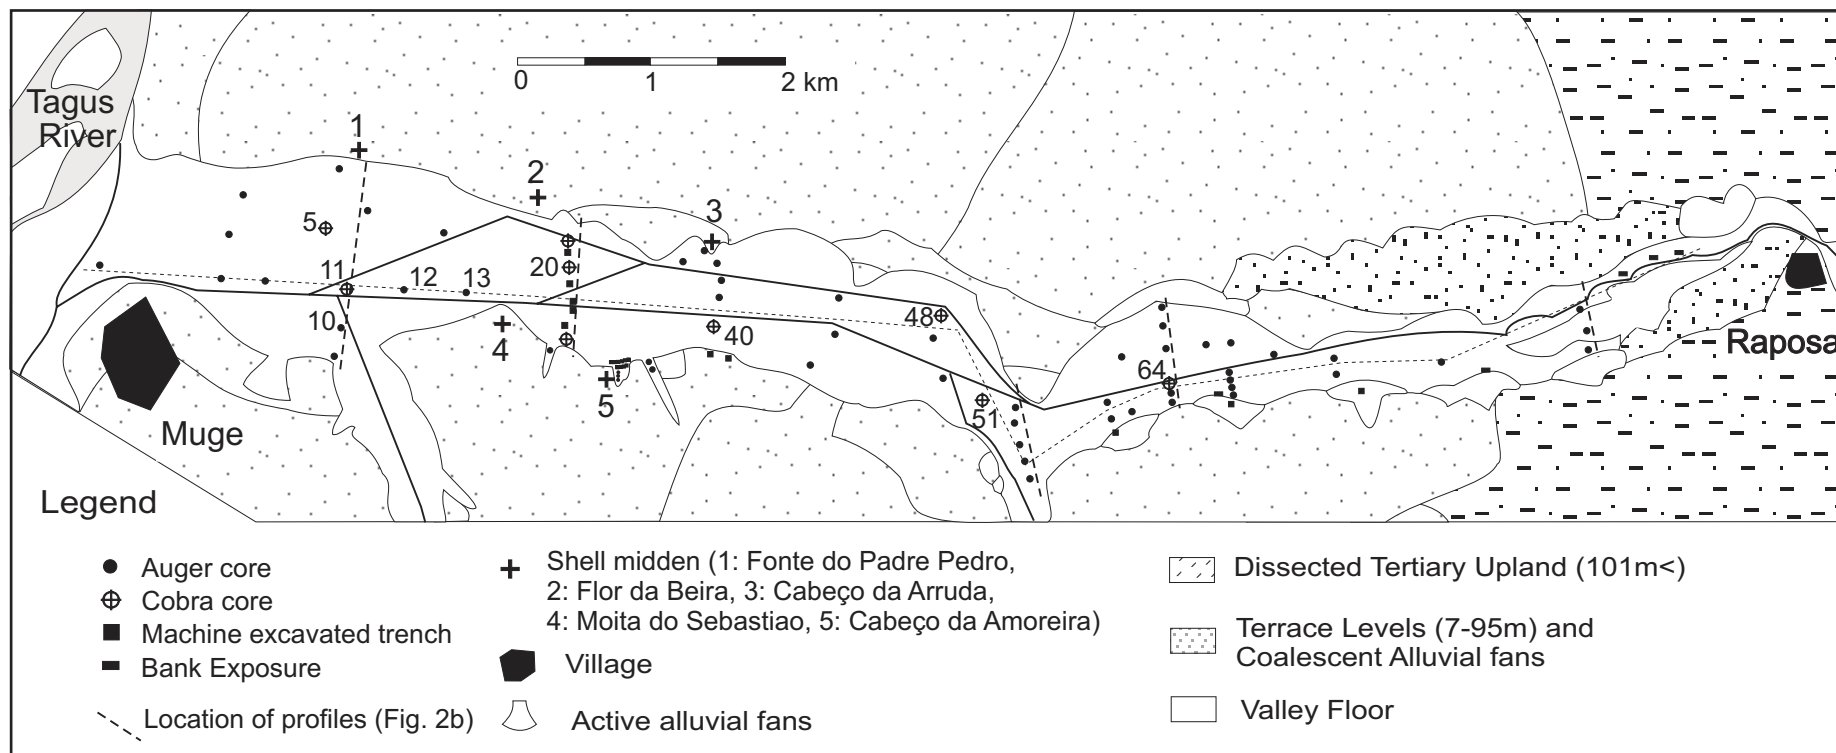 0
1
2 km
Tagus
River
1
2
3
5
11
12
13
20
10
4
40
48
5
51
64
Raposa
Muge
Legend
Auger core
Cobra core
Machine excavated trench
Bank Exposure
Location of profiles (Fig. 2b)
Shell midden (1: Fonte do Padre Pedro,
2: Flor da Beira, 3: Cabeço da Arruda,
4: Moita do Sebastiao, 5: Cabeço da Amoreira)
Village
Active alluvial fans
Dissected Tertiary Upland (101m<)
Terrace Levels (7-95m) and
Coalescent Alluvial fans
Valley Floor